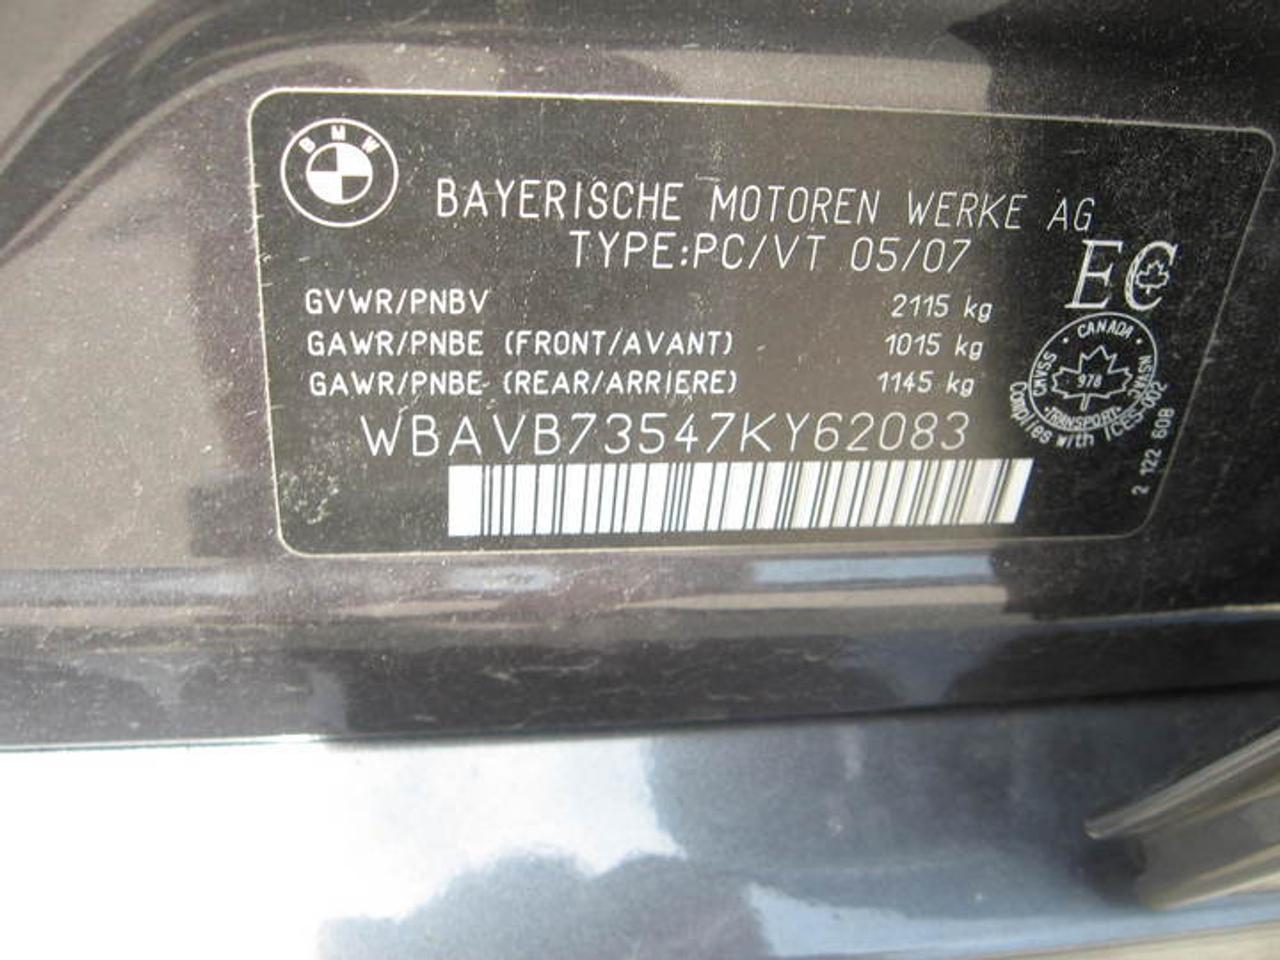 BMW
BAYERISCHE MOTOREN WERKE AG
TYPE:PC/VT 05/07
EC
GVWR/PNBV 2115 kg
GAWR/PNBE (FRONT/AVANT) 1015 kg
GAWR/PNBE (REAR/ARRIERE) 1145 kg
WBAVB73547KY62083
CANADA
978
TRANSPORT
CMVSS
NSVAC
Complies with ICES-002
2 122 608